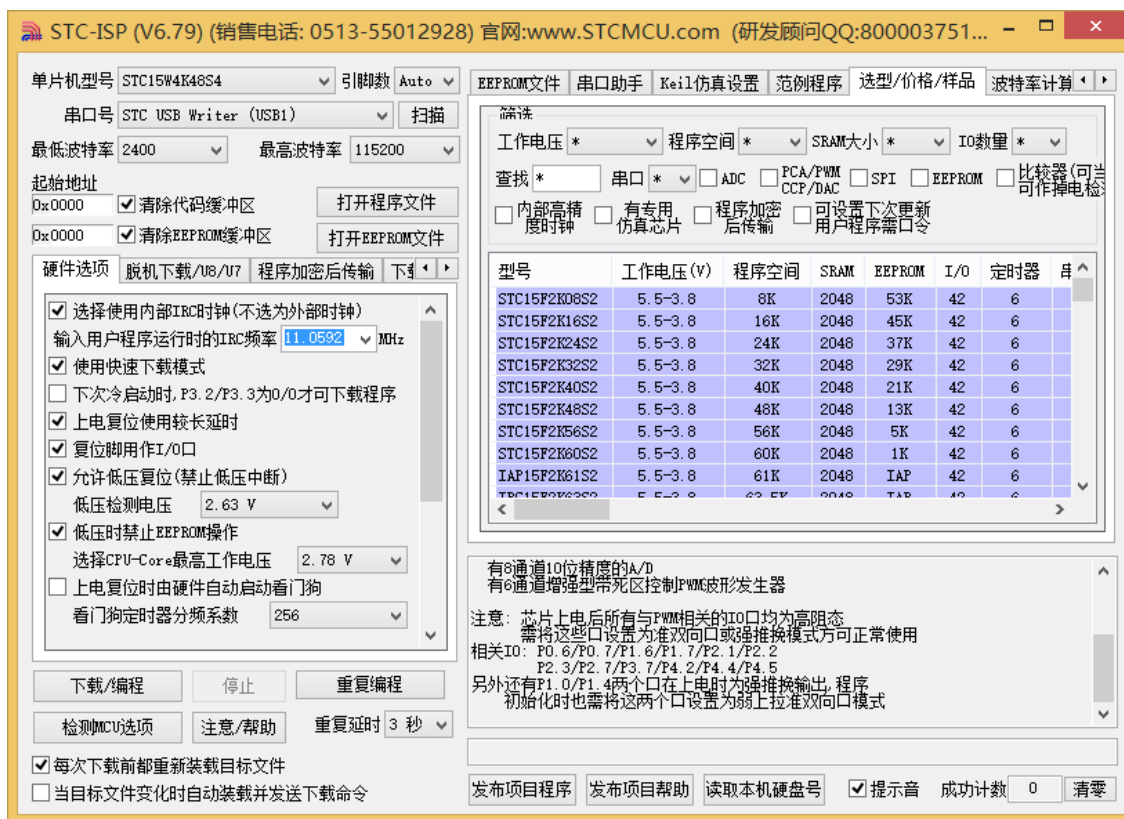 STC-ISP (V6.79) (销售电话: 0513-55012928) 官网:www.STCMCU.com  (研发顾问QQ:800003751...
单片机型号 STC15W4K48S4 引脚数 Auto
串口号 STC USB Writer (USB1) 扫描
最低波特率 2400 最高波特率 115200
起始地址
0x0000 清除代码缓冲区 打开程序文件
0x0000 清除EEPROM缓冲区 打开EEPROM文件
硬件选项 脱机下载/U8/U7 程序加密后传输
选择使用内部IRC时钟(不选为外部时钟)
输入用户程序运行时的IRC频率 11.0592 MHz
使用快速下载模式
下次冷启动时,P3.2/P3.3为0/0才可下载程序
上电复位使用较长延时
复位脚用作I/O口
允许低压复位(禁止低压中断)
低压检测电压 2.63 V
低压时禁止EEPROM操作
选择CPU-Core最高工作电压 2.78 V
上电复位时由硬件自动启动看门狗
看门狗定时器分频系数 256
下载/编程 停止 重复编程
检测MCU选项 注意/帮助 重复延时 3 秒
每次下载前都重新装载目标文件
当目标文件变化时自动装载并发送下载命令
EEPROM文件 串口助手 Keil仿真设置 范例程序 选型/价格/样品 波特率计算
筛选
工作电压 * 程序空间 * SRAM大小 * IO数量 *
查找 * 串口 * ADC PCA/PWM CCP/DAC SPI EEPROM 比较器(可当 可作掉电检
内部高精度时钟 有专用仿真芯片 程序加密后传输 可设置下次更新用户程序需口令
型号 工作电压(V) 程序空间 SRAM EEPROM I/O 定时器 串
STC15F2K08S2 5.5-3.8 8K 2048 53K 42 6
STC15F2K16S2 5.5-3.8 16K 2048 45K 42 6
STC15F2K24S2 5.5-3.8 24K 2048 37K 42 6
STC15F2K32S2 5.5-3.8 32K 2048 29K 42 6
STC15F2K40S2 5.5-3.8 40K 2048 21K 42 6
STC15F2K48S2 5.5-3.8 48K 2048 13K 42 6
STC15F2K56S2 5.5-3.8 56K 2048 5K 42 6
STC15F2K60S2 5.5-3.8 60K 2048 1K 42 6
IAP15F2K61S2 5.5-3.8 61K 2048 IAP 42 6
有8通道10位精度的A/D
有6通道增强型带死区控制PWM波形发生器
注意: 芯片上电后所有与PWM相关的IO口均为高阻态
需将这些口设置为准双向口或强推挽模式方可正常使用
相关IO: P0.6/P0.7/P1.6/P1.7/P2.1/P2.2
P2.3/P2.7/P3.7/P4.2/P4.4/P4.5
另外还有P1.0/P1.4两个口在上电时为强推挽输出,程序
初始化时也需将这两个口设置为弱上拉准双向口模式
发布项目程序 发布项目帮助 读取本机硬盘号 提示音 成功计数 0 清零